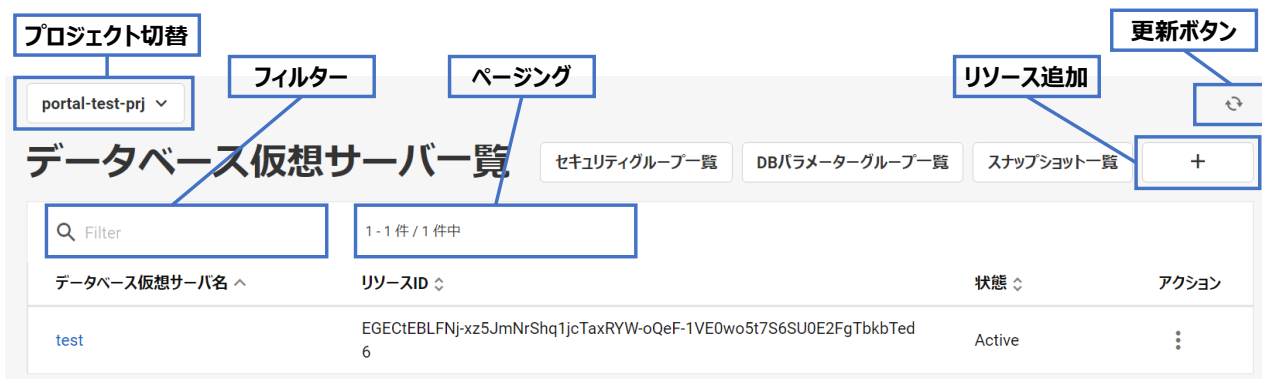 プロジェクト切替
更新ボタン
フィルター
ページング
リソース追加
portal-test-prj
データベース仮想サーバー覧
セキュリティグループ一覧
DBパラメーターグループ一覧
スナップショット一覧
+
Filter
1 - 1 件 / 1 件中
データベース仮想サーバ名
リソースID
状態
アクション
test
EGECtEBLFNj-xz5JmNrShq1jcTaxRYW-oQeF-1VE0wo5t7S6SU0E2FgTbkbTed
6
Active